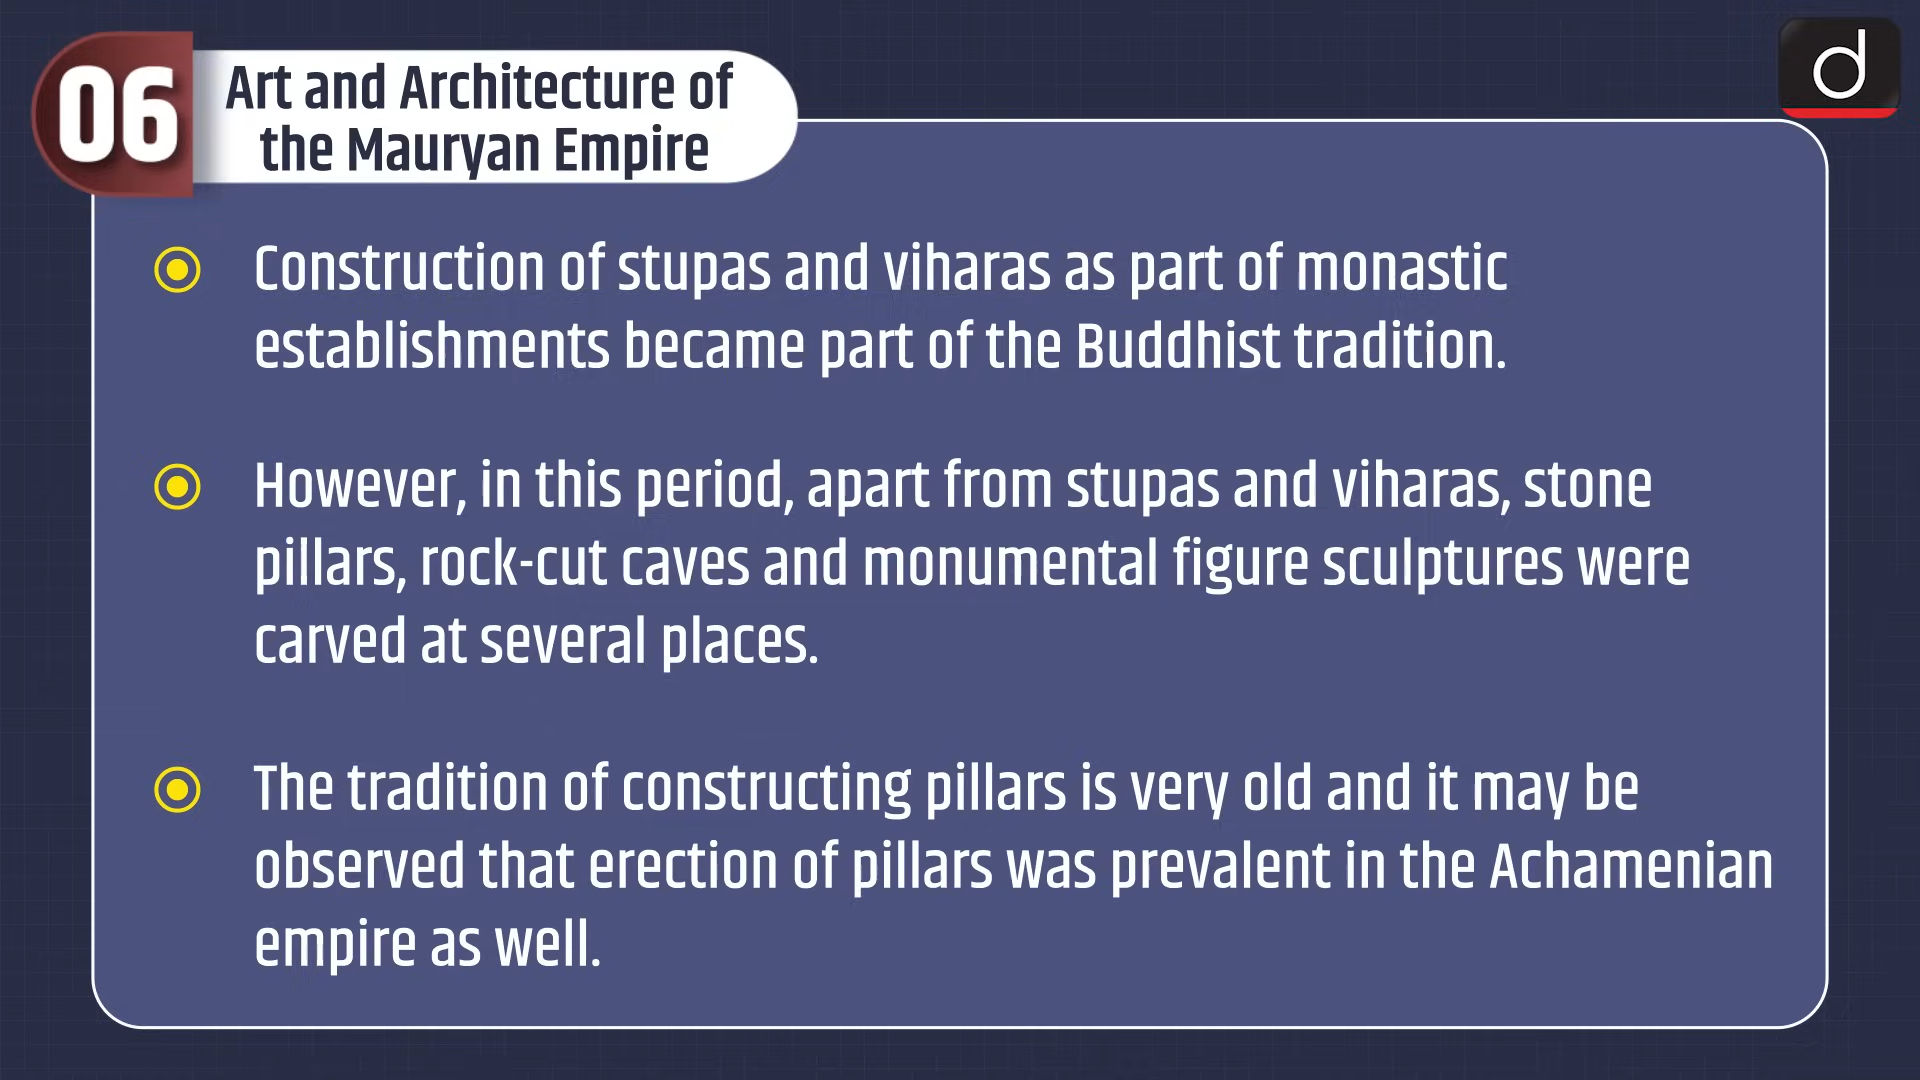 06
Art and Architecture of
the Mauryan Empire
d
Construction of stupas and viharas as part of monastic
establishments became part of the Buddhist tradition.
However, in this period, apart from stupas and viharas, stone
pillars, rock-cut caves and monumental figure sculptures were
carved at several places.
The tradition of constructing pillars is very old and it may be
observed that erection of pillars was prevalent in the Achamenian
empire as well.